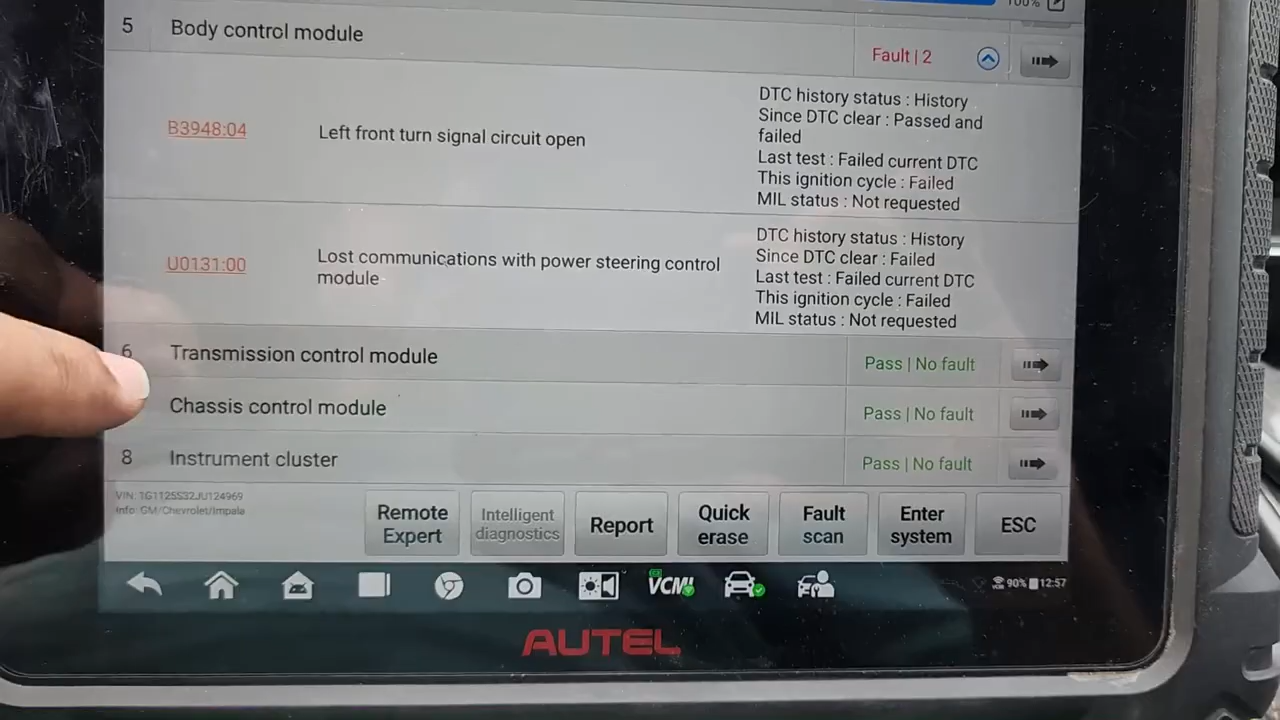 100%
5 Body control module Fault | 2
B3948:04 Left front turn signal circuit open
DTC history status : History
Since DTC clear : Passed and
failed
Last test : Failed current DTC
This ignition cycle : Failed
MIL status : Not requested
U0131:00 Lost communications with power steering control
module
DTC history status : History
Since DTC clear : Failed
Last test : Failed current DTC
This ignition cycle : Failed
MIL status : Not requested
6 Transmission control module Pass | No fault
Chassis control module Pass | No fault
8 Instrument cluster Pass | No fault
VIN: 1G1125S32JU124969
Info: GM/Chevrolet/Impala
Remote
Expert
Intelligent
diagnostics
Report
Quick
erase
Fault
scan
Enter
system
ESC
VCMI
90% 12:57
AUTEL